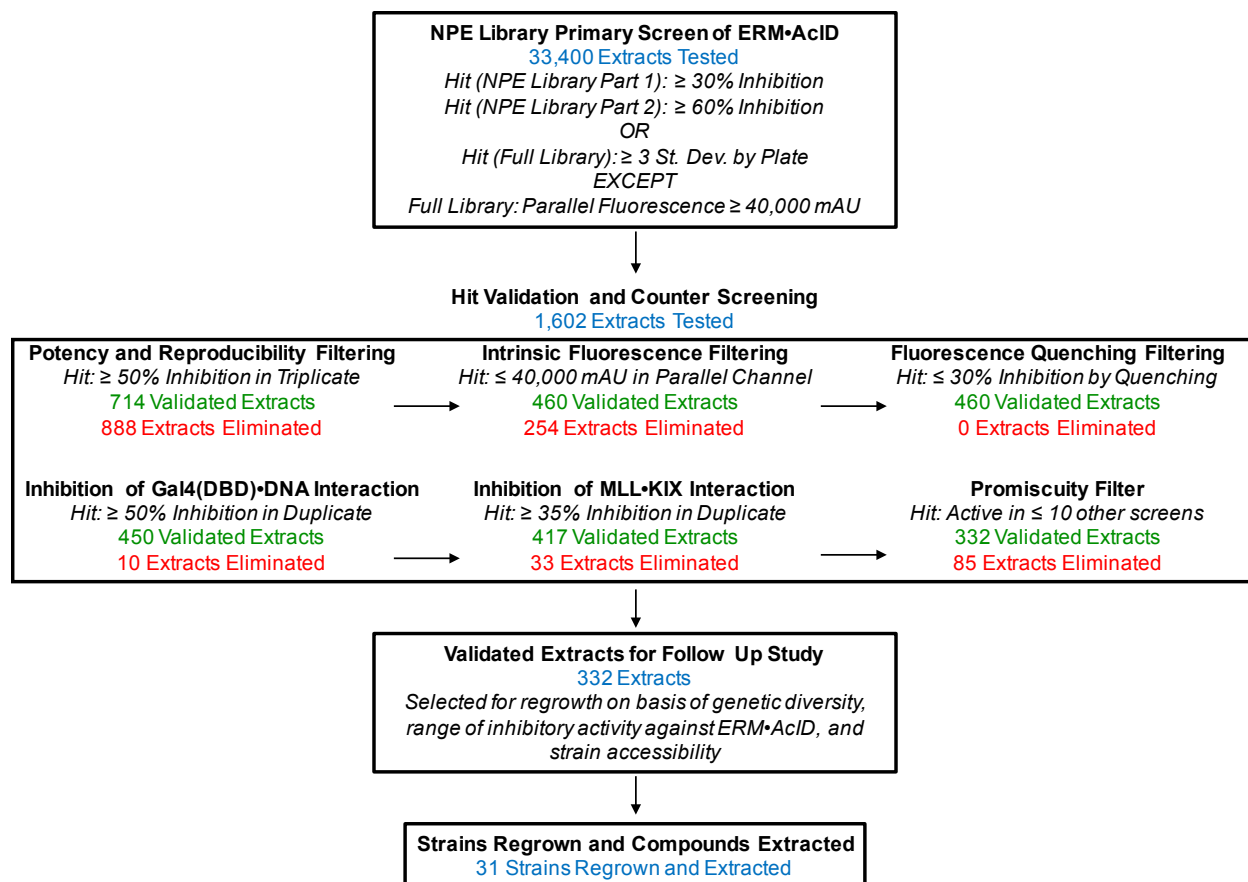 NPE Library Primary Screen of ERM•AcID
33,400 Extracts Tested
Hit (NPE Library Part 1): ≥ 30% Inhibition
Hit (NPE Library Part 2): ≥ 60% Inhibition
OR
Hit (Full Library): ≥ 3 St. Dev. by Plate
EXCEPT
Full Library: Parallel Fluorescence ≥ 40,000 mAU
Hit Validation and Counter Screening
1,602 Extracts Tested
Potency and Reproducibility Filtering
Hit: ≥ 50% Inhibition in Triplicate
714 Validated Extracts
888 Extracts Eliminated
Intrinsic Fluorescence Filtering
Hit: ≤ 40,000 mAU in Parallel Channel
460 Validated Extracts
254 Extracts Eliminated
Fluorescence Quenching Filtering
Hit: ≤ 30% Inhibition by Quenching
460 Validated Extracts
0 Extracts Eliminated
Inhibition of Gal4(DBD)•DNA Interaction
Hit: ≥ 50% Inhibition in Duplicate
450 Validated Extracts
10 Extracts Eliminated
Inhibition of MLL•KIX Interaction
Hit: ≥ 35% Inhibition in Duplicate
417 Validated Extracts
33 Extracts Eliminated
Promiscuity Filter
Hit: Active in ≤ 10 other screens
332 Validated Extracts
85 Extracts Eliminated
Validated Extracts for Follow Up Study
332 Extracts
Selected for regrowth on basis of genetic diversity,
range of inhibitory activity against ERM•AcID, and
strain accessibility
Strains Regrown and Compounds Extracted
31 Strains Regrown and Extracted